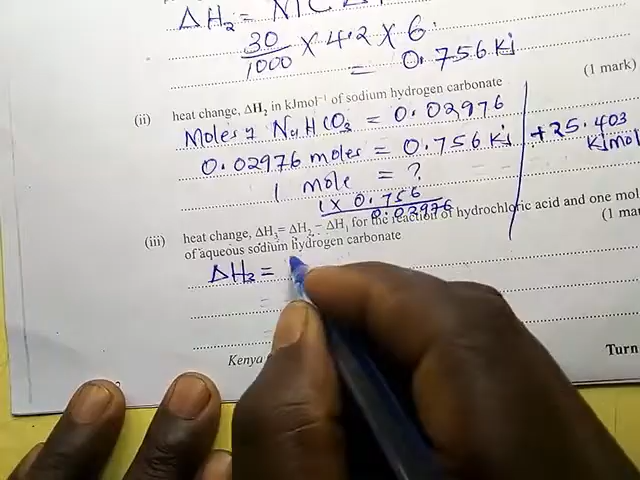 ΔH₂ = MCΔ
30/1000 × 4.2 × 6.
= 0.756 Kj
(1 mark)
(ii) heat change, ΔH₂ in kJmol⁻¹ of sodium hydrogen carbonate
Moles of NaHCO₃ = 0.02976
0.02976 moles = 0.756 Kj
+25.403 KJmol
1 mole = ?
1 × 0.756
0.02976
(iii) heat change, ΔH₃= ΔH₂ – ΔH₁ for the reaction of hydrochloric acid and one mol
of aqueous sodium hydrogen carbonate
(1 ma
ΔH₃ =
=
=
Kenya
Turn